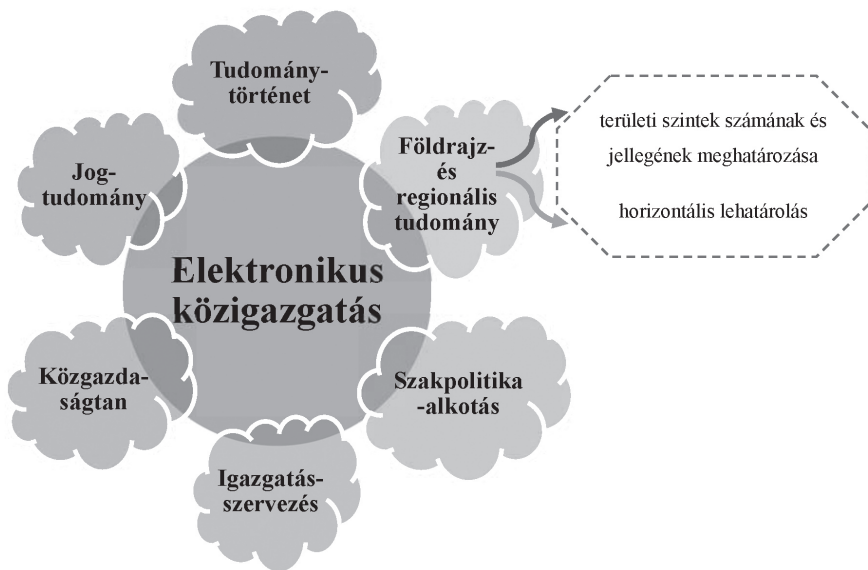 Tudomány-
történet
Földrajz-
és
regionális
tudomány
területi szintek számának és
jellegének meghatározása
horizontális lehatárolás
Jog-
tudomány
Elektronikus
közigazgatás
Közgazda-
ságtan
Szakpolitika
-alkotás
Igazgatás-
szervezés